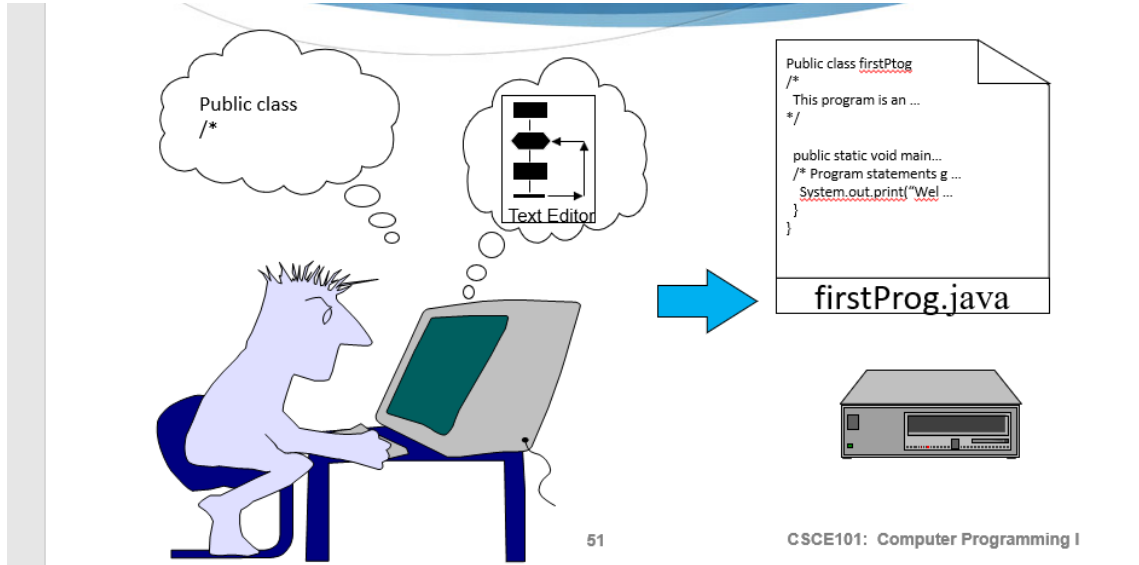 Public class
/*
Text Editor
Public class firstPtog
/*
This program is an ...
*/
public static void main...
/* Program statements g ...
System.out.print("Wel ...
}
}
firstProg.java
51
CSCE101: Computer Programming I